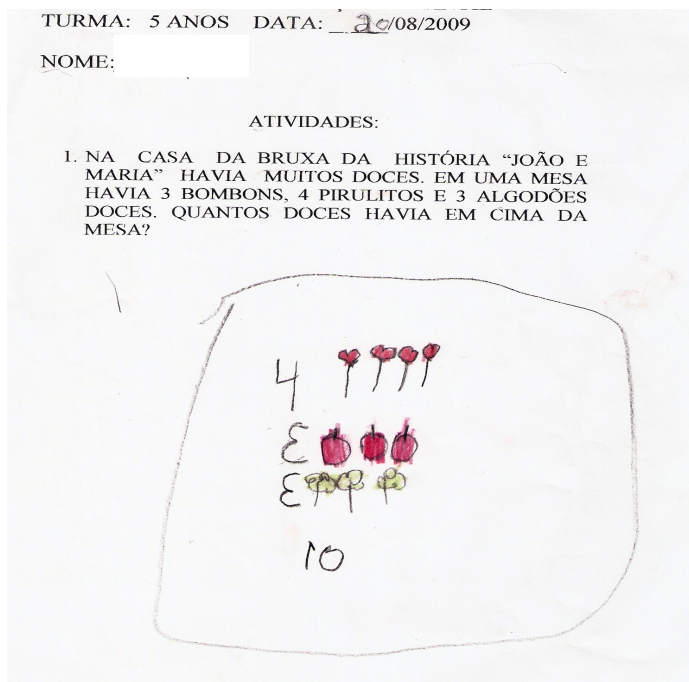 TURMA: 5 ANOS DATA: 20/08/2009
NOME:
ATIVIDADES:
1. NA CASA DA BRUXA DA HISTÓRIA “JOÃO E
MARIA” HAVIA MUITOS DOCES. EM UMA MESA
HAVIA 3 BOMBONS, 4 PIRULITOS E 3 ALGODÕES
DOCES. QUANTOS DOCES HAVIA EM CIMA DA
MESA?
4
3
3
10